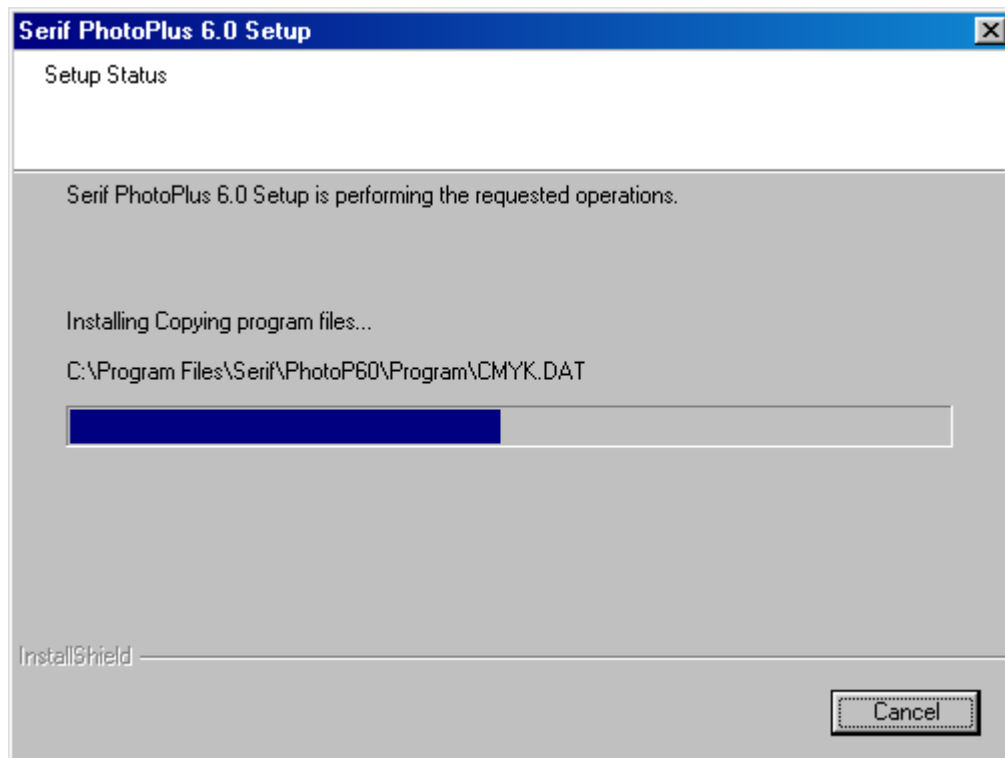 Serif PhotoPlus 6.0 Setup
Setup Status
Serif PhotoPlus 6.0 Setup is performing the requested operations.
Installing Copying program files...
C:\Program Files\Serif\PhotoP60\Program\CMYK.DAT
InstallShield
Cancel